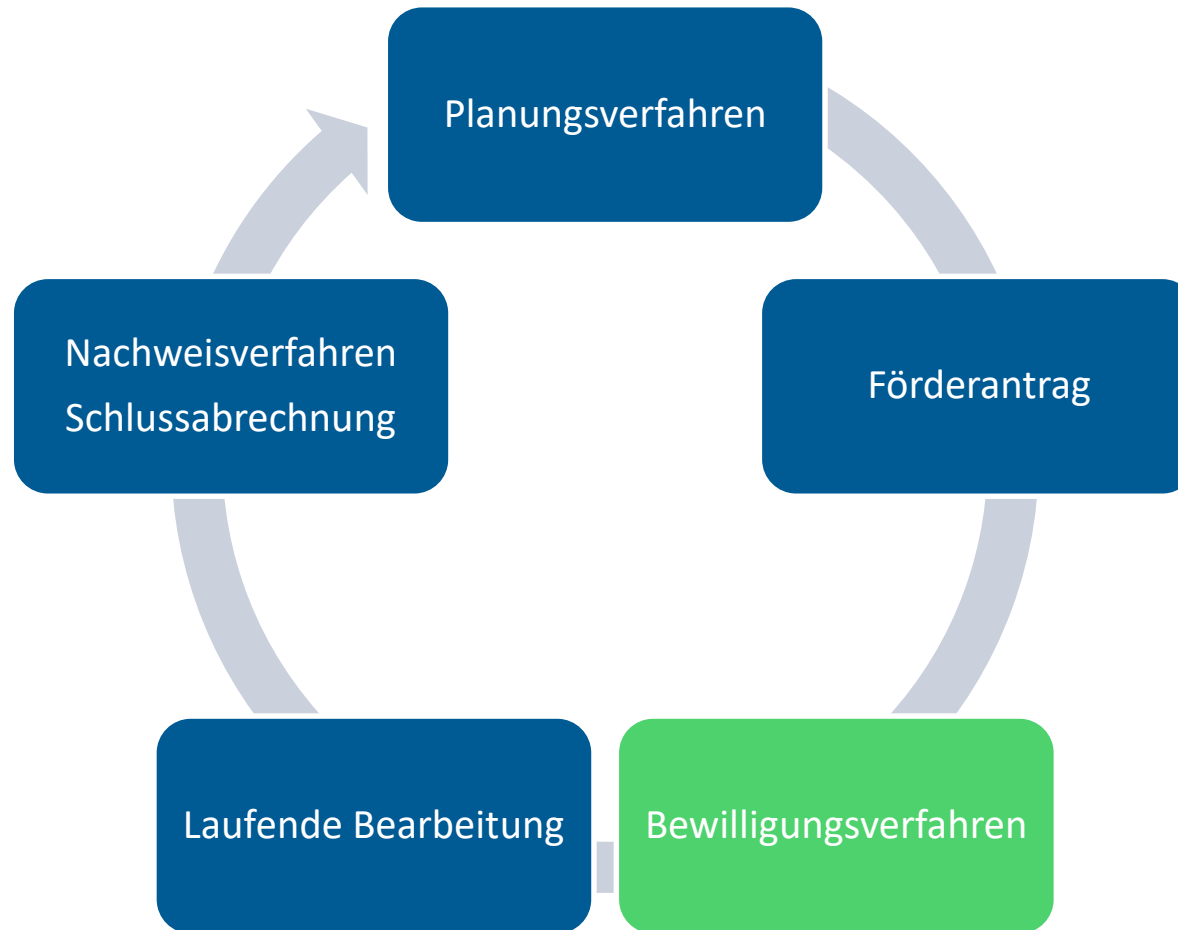 Planungsverfahren
Förderantrag
Bewilligungsverfahren
Laufende Bearbeitung
Nachweisverfahren
Schlussabrechnung